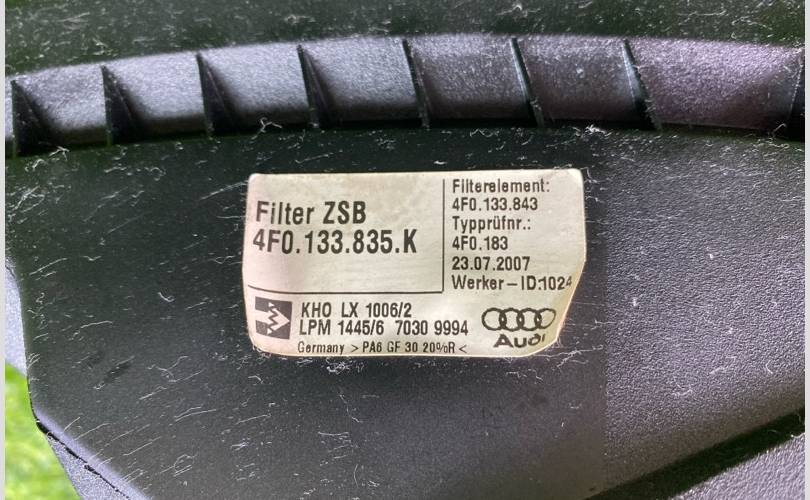 Filter ZSB
4F0.133.835.K
Filterelement:
4F0.133.843
Typprüfnr.:
4F0.183
23.07.2007
Werker-ID:1024
KHO LX 1006/2
LPM 1445/6 7030 9994
Germany > PA6 GF 30 20%R <
Audi